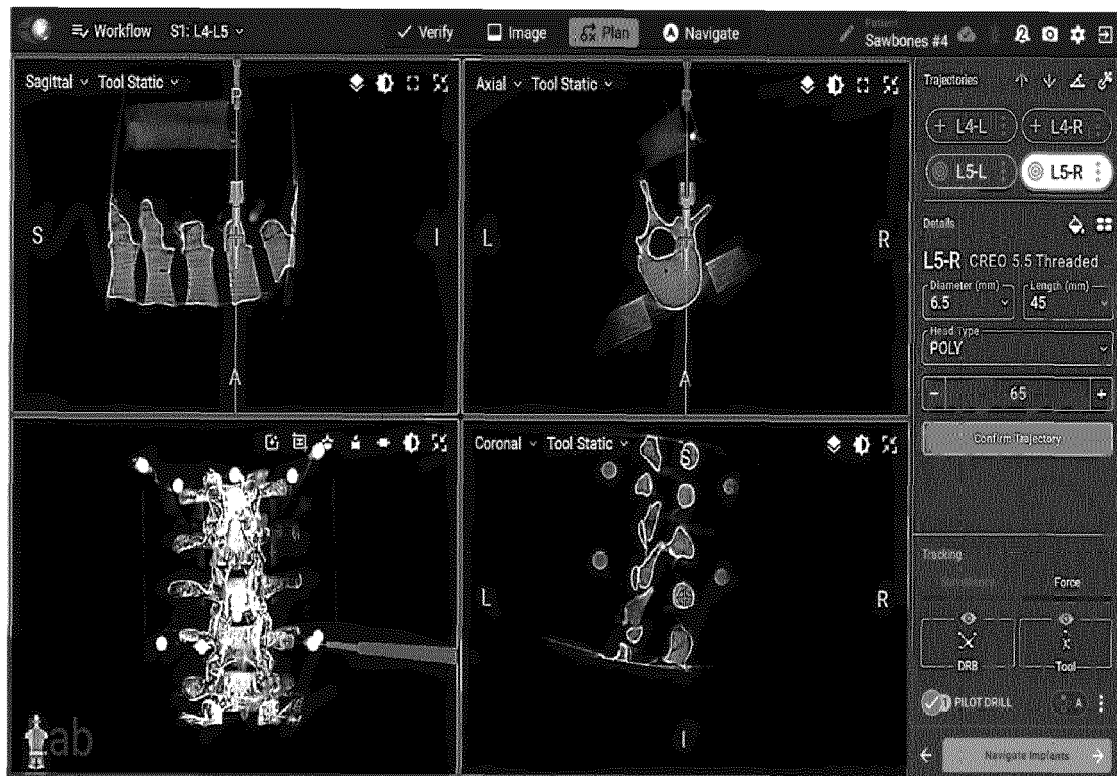 Workflow S1: L4-L5 Verify Image Plan A Navigate
Sawbones #4
Sagittal Tool Static
P
S
I
A
Axial Tool Static
L
R
A
Coronal Tool Static
S
L
R
I
Lab
Trajectories
+ L4-L + L4-R
L5-L L5-R
Details
L5-R CREO 5.5 Threaded
Diameter (mm) Length (mm)
6.5 45
Head Type
POLY
- 65 +
Confirm Trajectory
Tracking
Force
DRB Tool
PILOT DRILL A
Navigate Implants